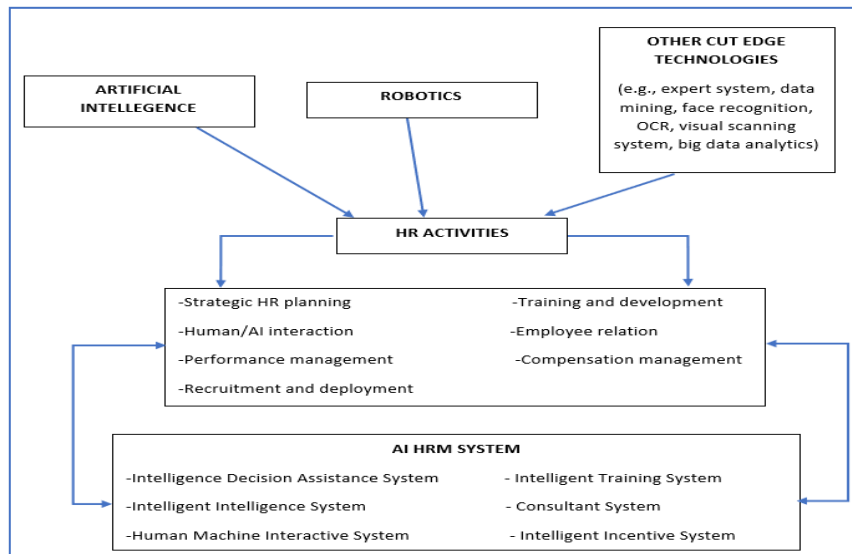 ARTIFICIAL
INTELLEGENCE
ROBOTICS
OTHER CUT EDGE
TECHNOLOGIES
(e.g., expert system, data
mining, face recognition,
OCR, visual scanning
system, big data analytics)
HR ACTIVITIES
-Strategic HR planning
-Training and development
-Human/AI interaction
-Employee relation
-Performance management
-Compensation management
-Recruitment and deployment
AI HRM SYSTEM
-Intelligence Decision Assistance System
- Intelligent Training System
-Intelligent Intelligence System
- Consultant System
-Human Machine Interactive System
- Intelligent Incentive System